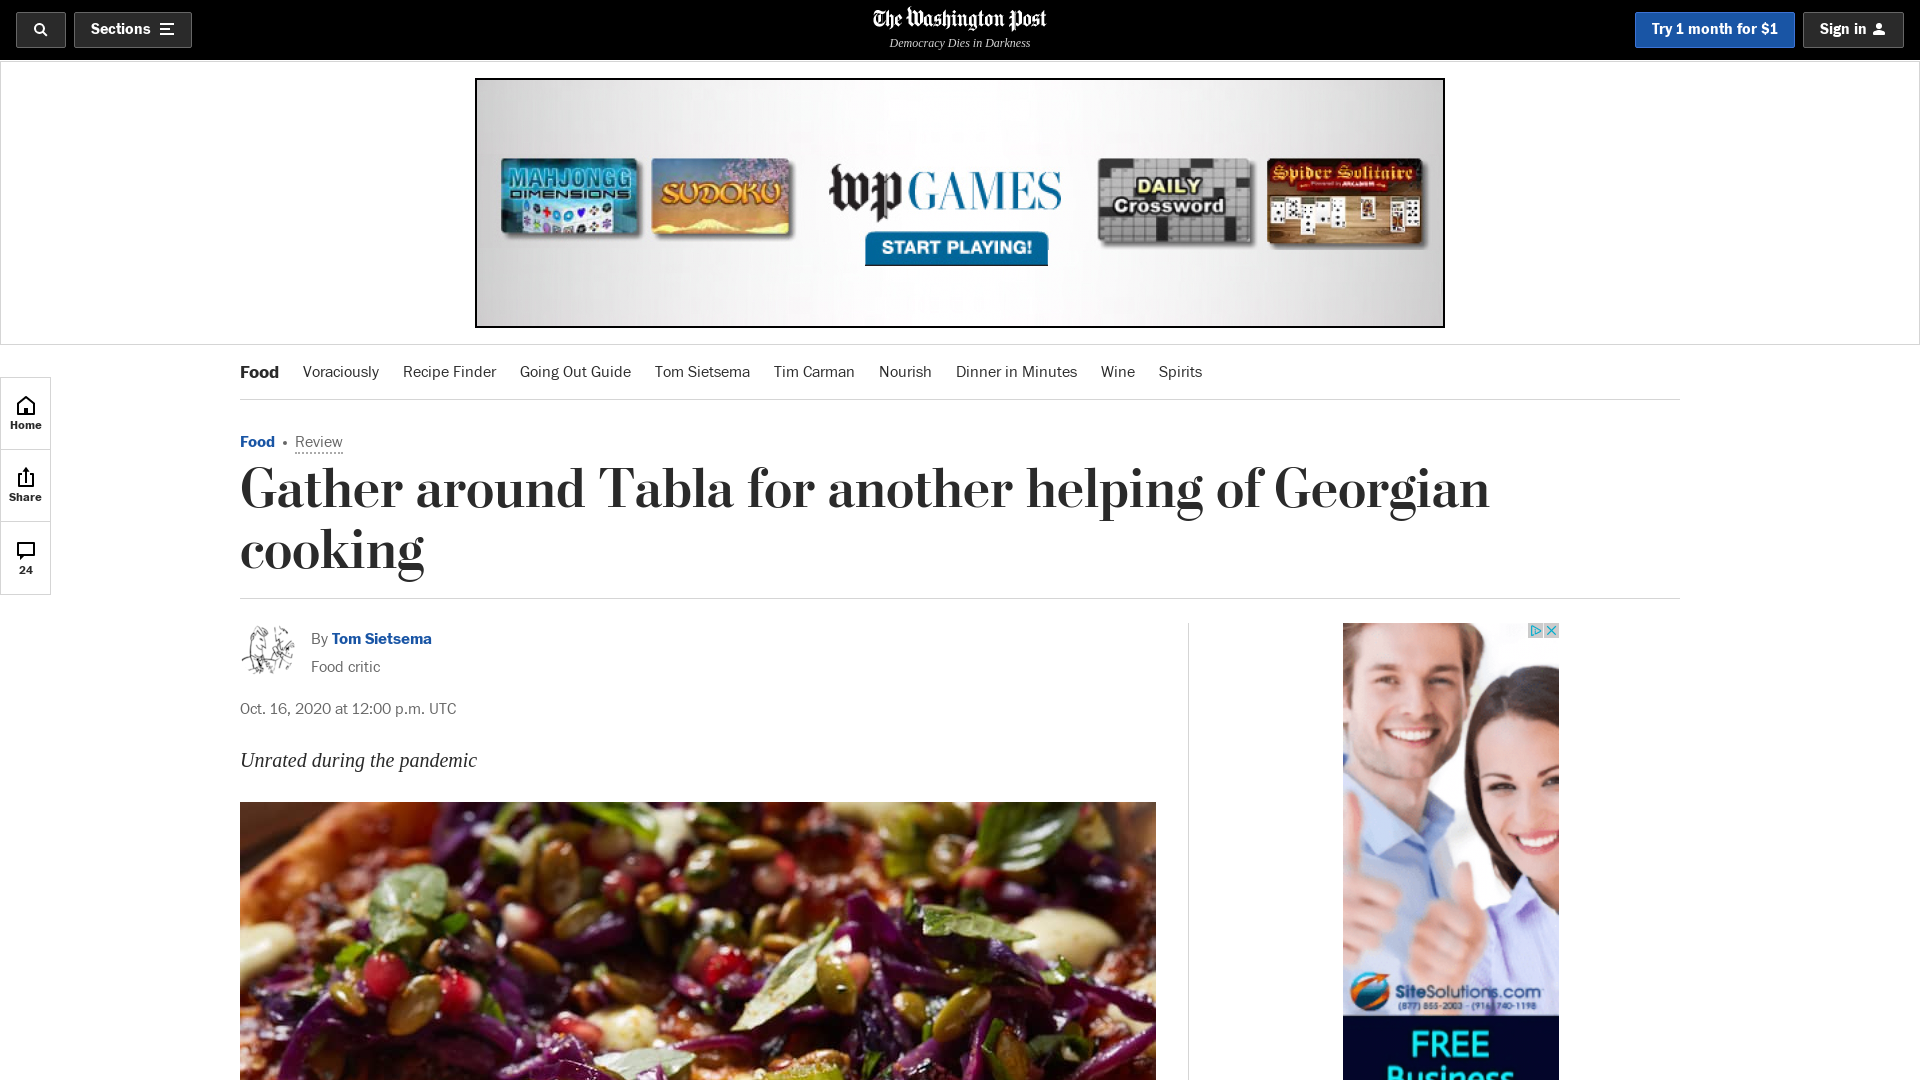 Sections
The Washington Post
Democracy Dies in Darkness
Try 1 month for $1
Sign in
MAHJONGG
DIMENSIONS
SUDOKU
wp GAMES
START PLAYING!
DAILY
Crossword
Spider Solitaire
Food
Voraciously
Recipe Finder
Going Out Guide
Tom Sietsema
Tim Carman
Nourish
Dinner in Minutes
Wine
Spirits
Home
Share
24
Food • Review
Gather around Tabla for another helping of Georgian
cooking
By Tom Sietsema
Food critic
Oct. 16, 2020 at 12:00 p.m. UTC
Unrated during the pandemic
SiteSolutions.com
(877) 855-2003 - (916) 740-1198
FREE
Business